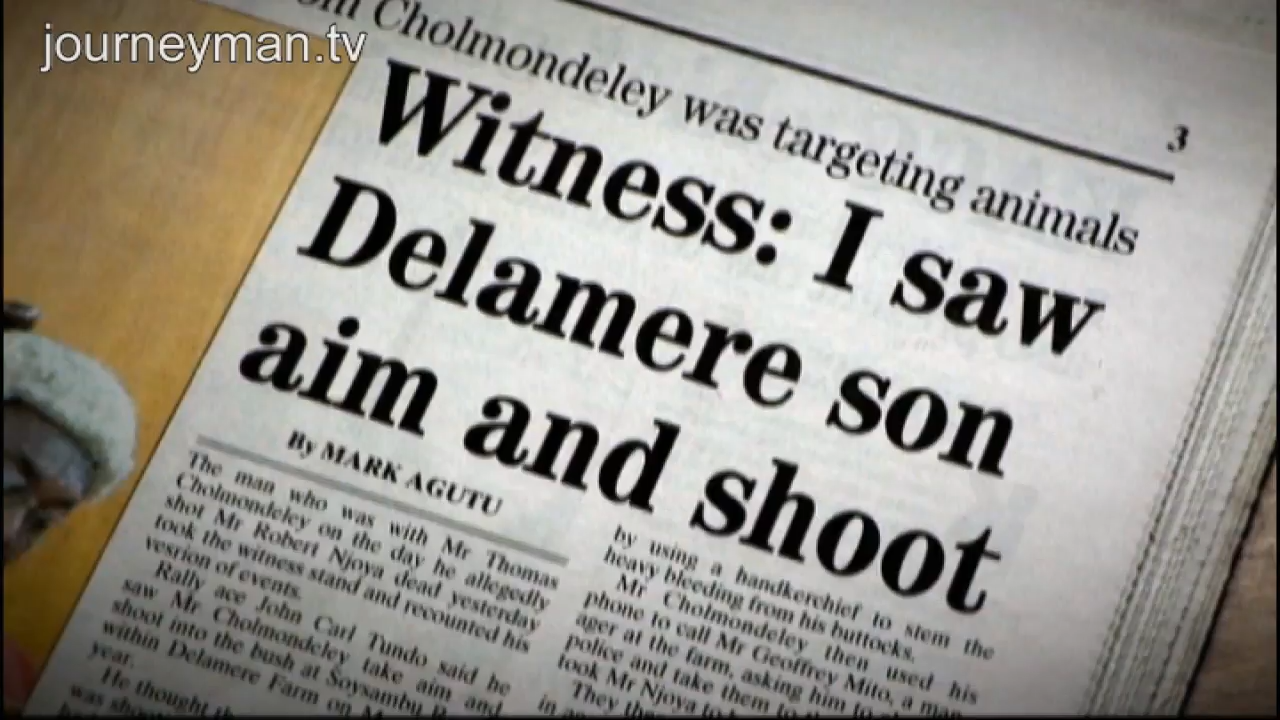 journeyman.tv
Cholmondeley was targeting animals
3
Witness: I saw
Delamere son
aim and shoot
By MARK AGUTU
The man who was with Mr Thomas
Cholmondeley on the day he allegedly
shot Mr Robert Njoya dead yesterday
took the witness stand and recounted his
vesrion of events.
Rally ace John Carl Tundo said he
saw Mr Cholmondeley take aim and
shoot into the bush at Soysambu
within Delamere Farm on
year.
He thought
was
by using a handkerchief to stem the
heavy bleeding from his buttocks.
Mr Cholmondeley then used his
phone to call Mr Geoffrey Mito, a man-
ager at the farm, asking him to
police and take them to
took Mr Njoya to
They